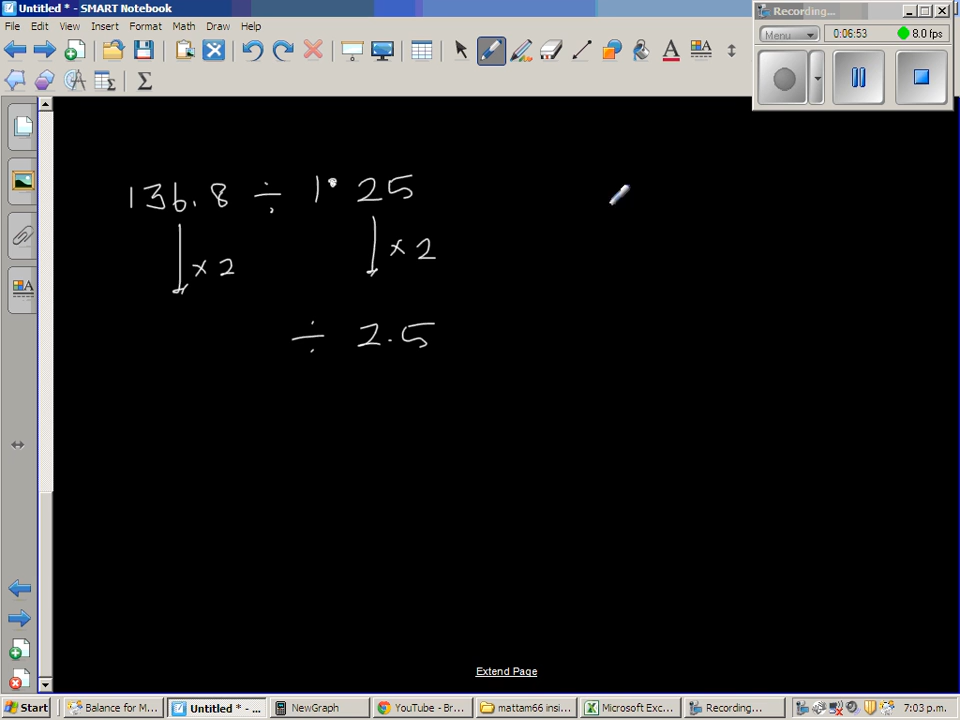 Untitled * - SMART Notebook
Recording...
File Edit View Insert Format Math Draw Help
Menu 0:06:53 8.0 fps
136.8 ÷ 1.25
× 2 × 2
÷ 2.5
Extend Page
Start Balance for M... Untitled * - ... NewGraph YouTube - Br... mattam66 insi... Microsoft Exc... Recording... 7:03 p.m.